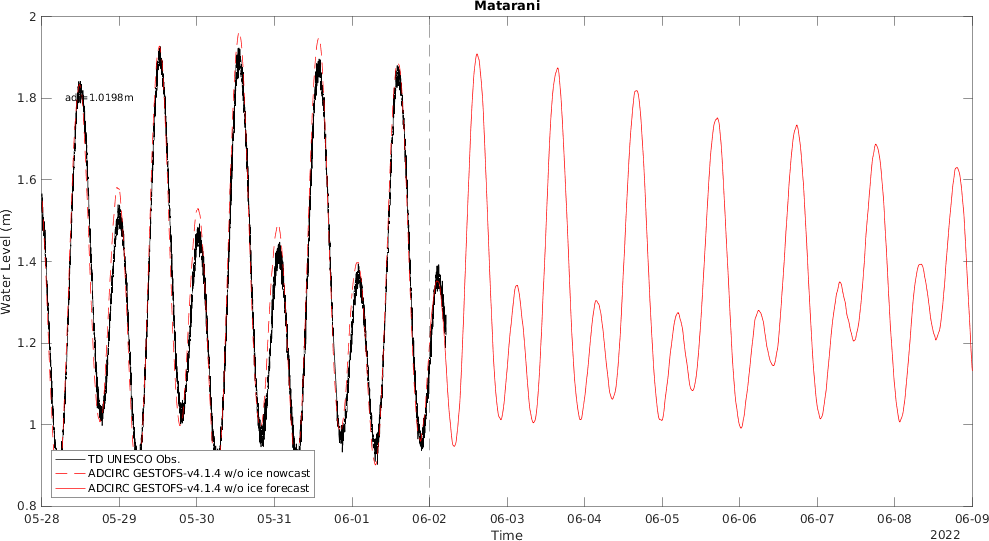 Matarani
2
1.8
1.6
1.4
1.2
1
0.8
Water Level (m)
adj=1.0198m
TD UNESCO Obs.
ADCIRC GESTOFS-v4.1.4 w/o ice nowcast
ADCIRC GESTOFS-v4.1.4 w/o ice forecast
05-28 05-29 05-30 05-31 06-01 06-02 06-03 06-04 06-05 06-06 06-07 06-08 06-09
Time
2022